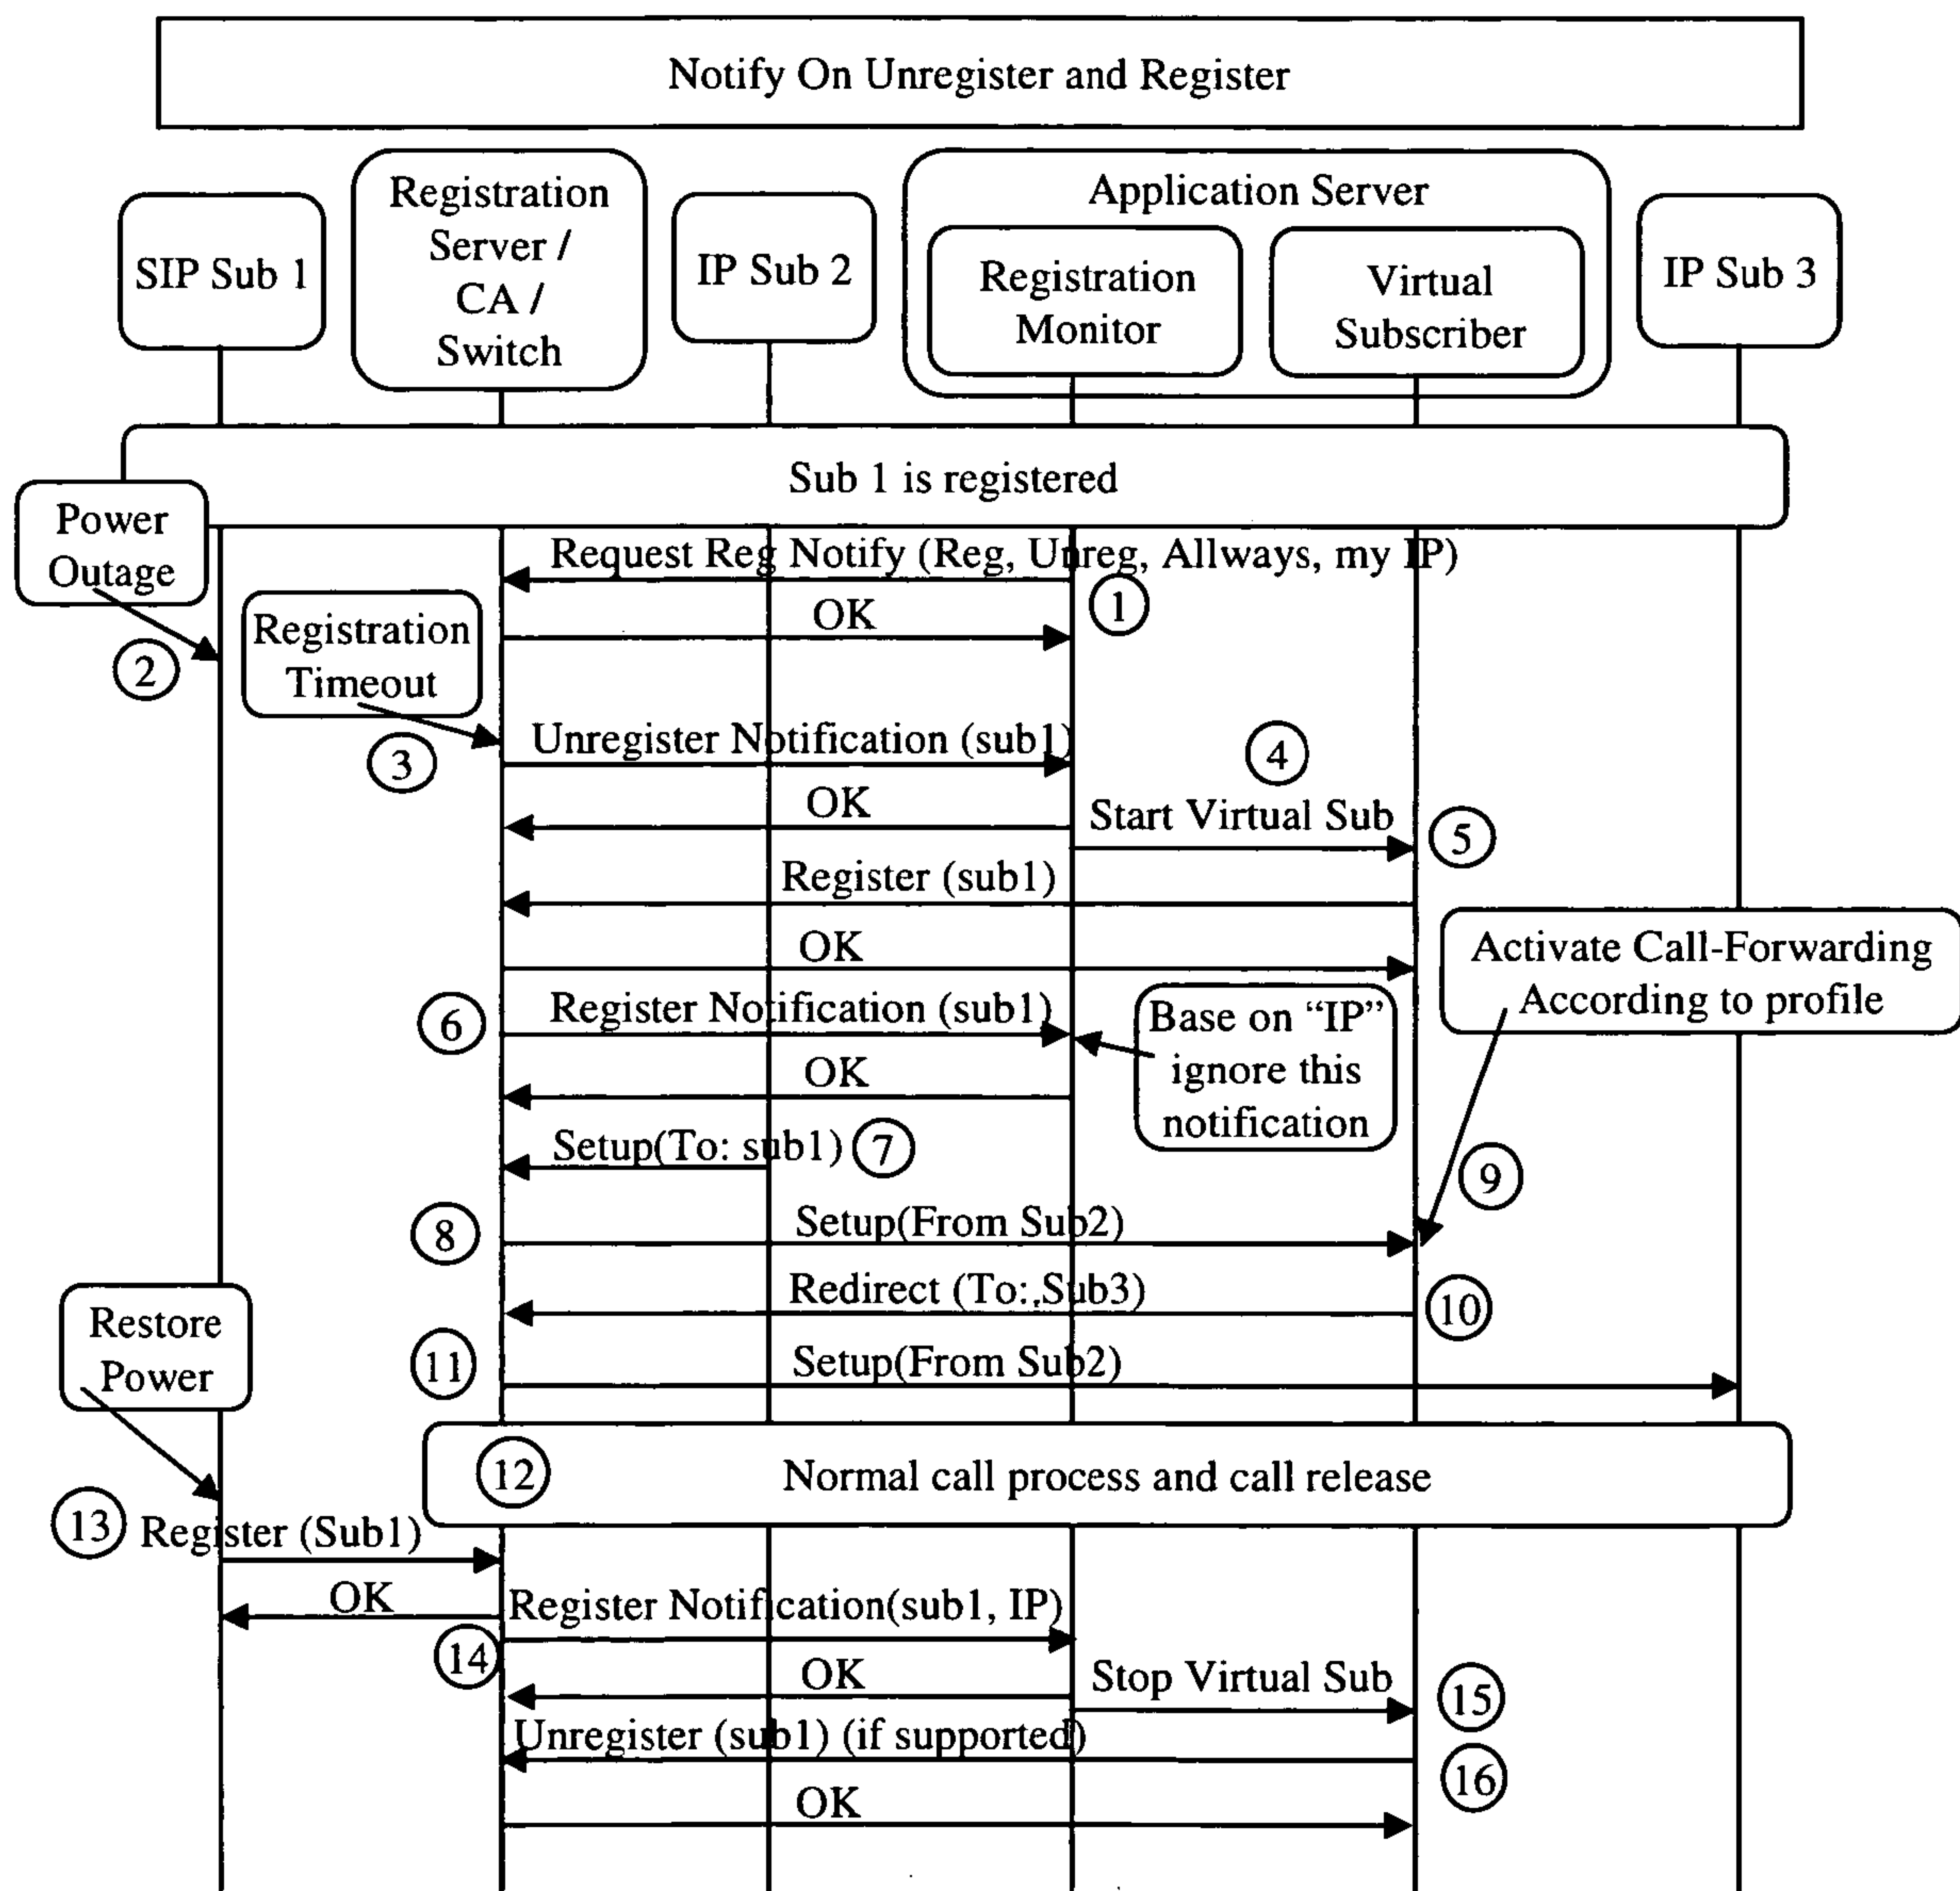 Notify On Unregister and Register
SIP Sub 1
Registration
Server /
CA /
Switch
IP Sub 2
Application Server
Registration
Monitor
Virtual
Subscriber
IP Sub 3
Sub 1 is registered
Power
Outage
Request Reg Notify (Reg, Unreg, Allways, my IP)
1
OK
2
Registration
Timeout
3
Unregister Notification (sub1)
4
OK
Start Virtual Sub
5
Register (sub1)
OK
Activate Call-Forwarding
According to profile
6
Register Notification (sub1)
Base on “IP”
ignore this
notification
OK
Setup(To: sub1)
7
8
Setup(From Sub2)
9
Redirect (To: Sub3)
10
Restore
Power
11
Setup(From Sub2)
12
Normal call process and call release
13
Register (Sub1)
OK
Register Notification(sub1, IP)
14
OK
Stop Virtual Sub
15
Unregister (sub1) (if supported)
16
OK